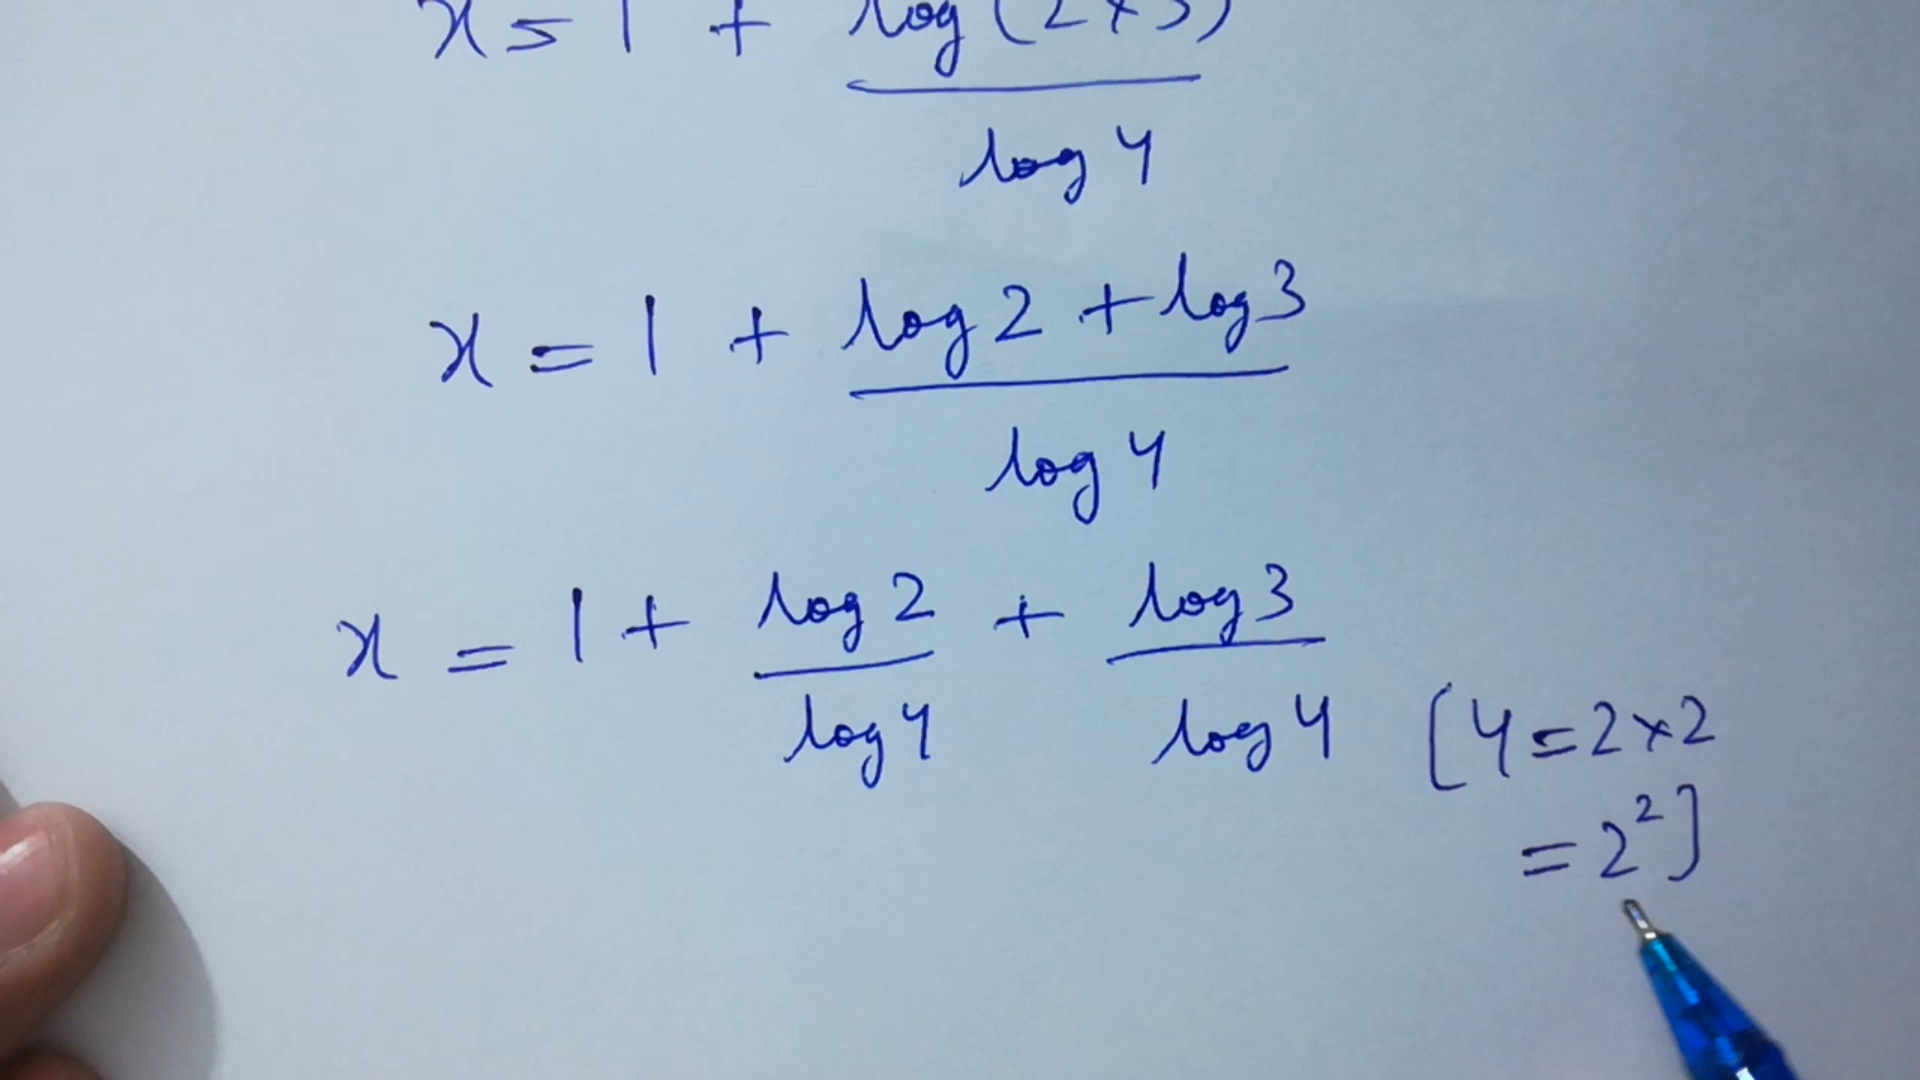 x = 1 + log (2 × 3)
log 4
x = 1 + log 2 + log 3
log 4
x = 1 + log 2 + log 3
log 4 log 4 [4 = 2 × 2
= 2²]